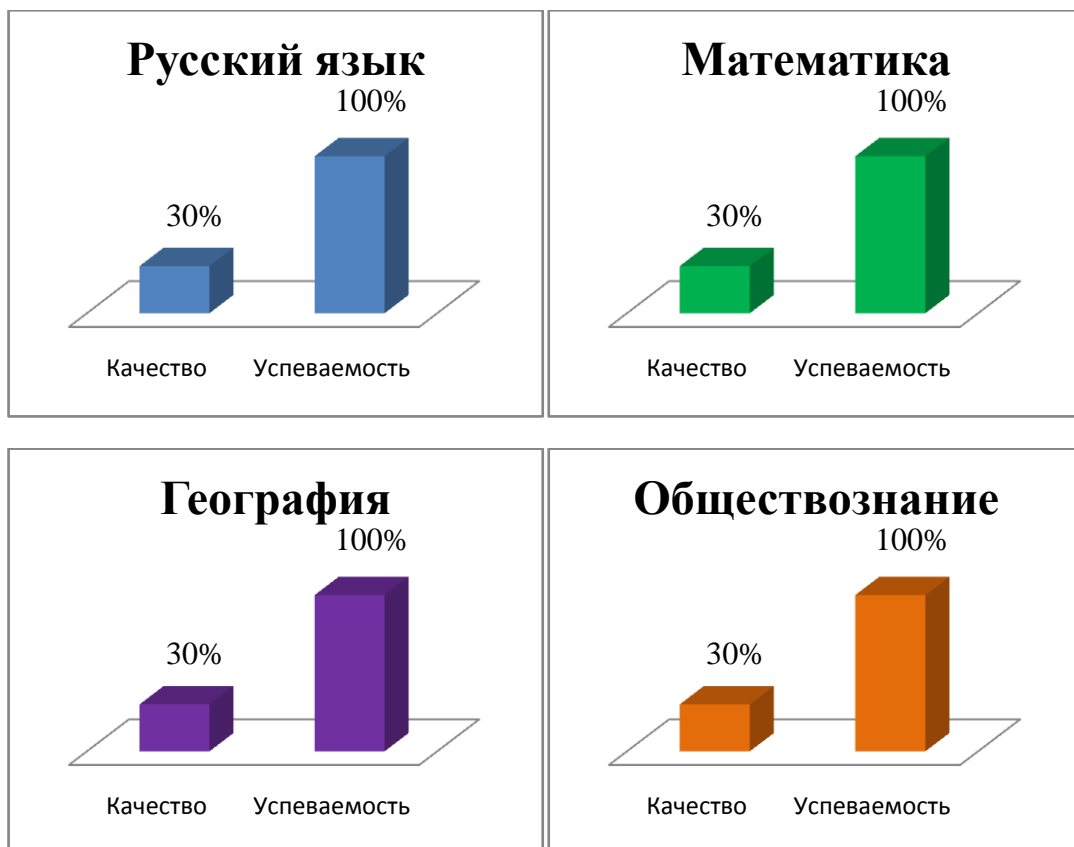 Русский язык
100%
30%
Качество Успеваемость
Математика
100%
30%
Качество Успеваемость
География
100%
30%
Качество Успеваемость
Обществознание
100%
30%
Качество Успеваемость